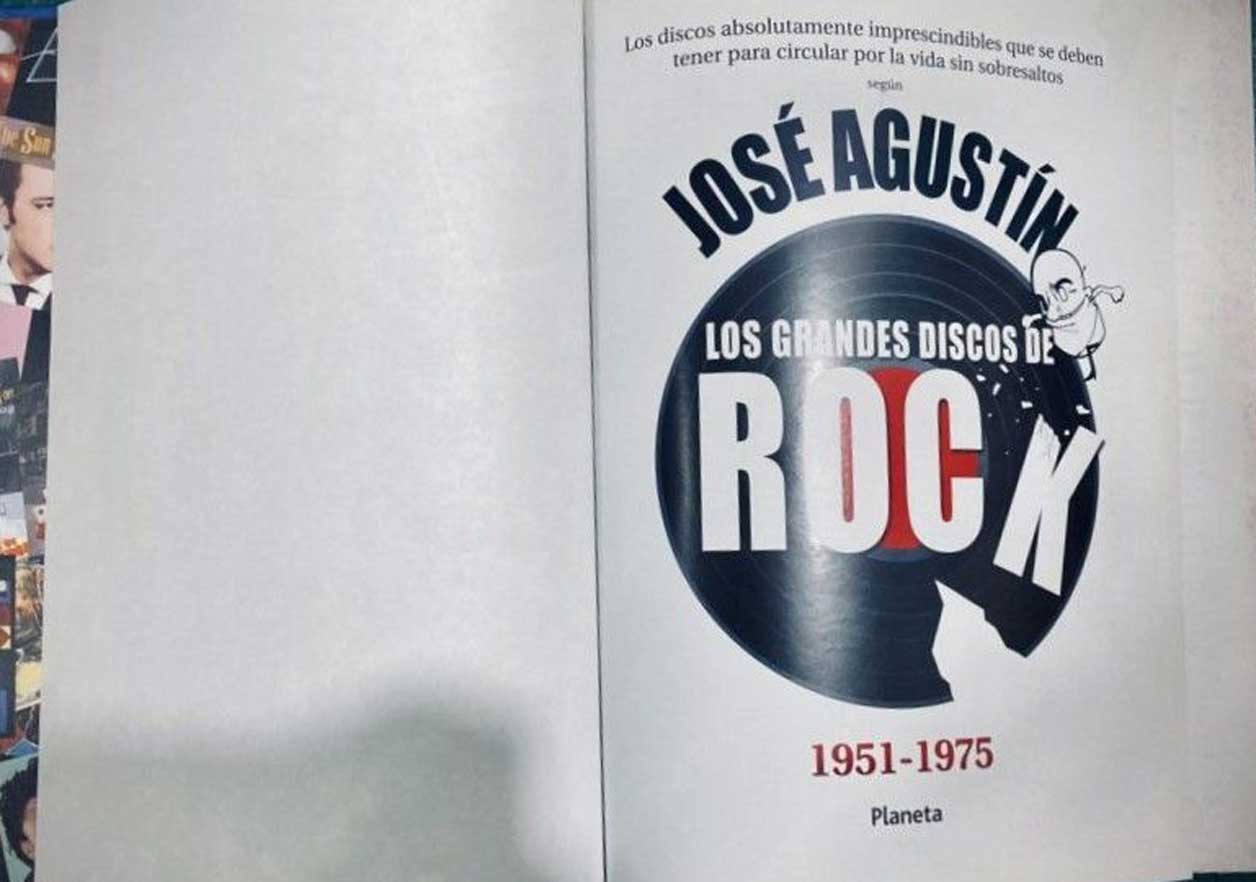 Los discos absolutamente imprescindibles que se deben
tener para circular por la vida sin sobresaltos
según
JOSÉ AGUSTÍN
LOS GRANDES DISCOS DE
ROCK
1951-1975
Planeta